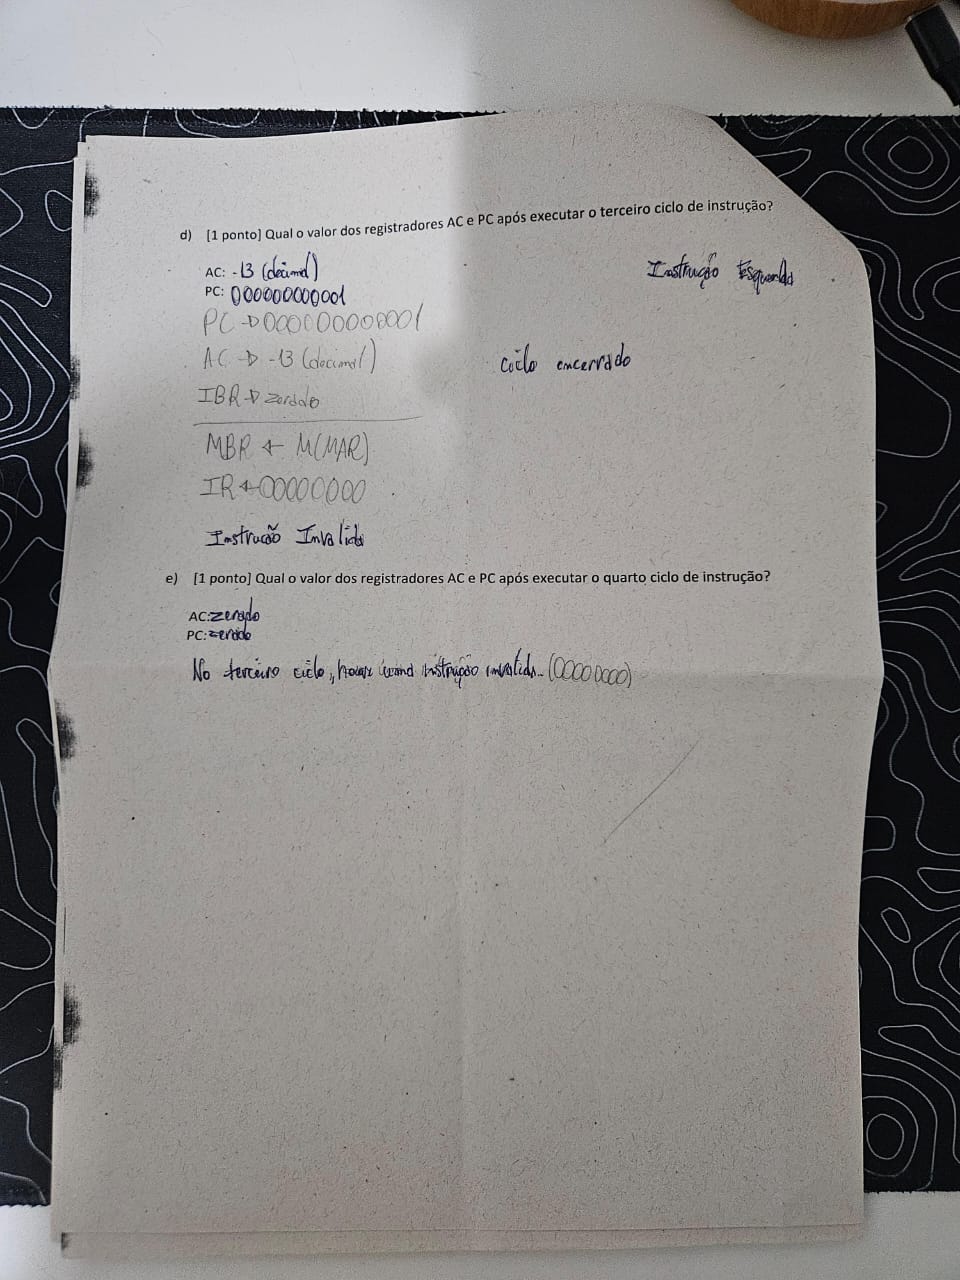 d) [1 ponto] Qual o valor dos registradores AC e PC após executar o terceiro ciclo de instrução?
AC: -13 (decimal)
Instrução Esquerda
PC: 000000000001
PC → 000000000001
AC → -13 (decimal)
ciclo encerrado
IBR → zerado
MBR ← M(MAR)
IR ← 00000000
Instrução Invalida
e) [1 ponto] Qual o valor dos registradores AC e PC após executar o quarto ciclo de instrução?
AC: zerado
PC: zerado
No terceiro ciclo, houve uma instrução invalida. (00000000)